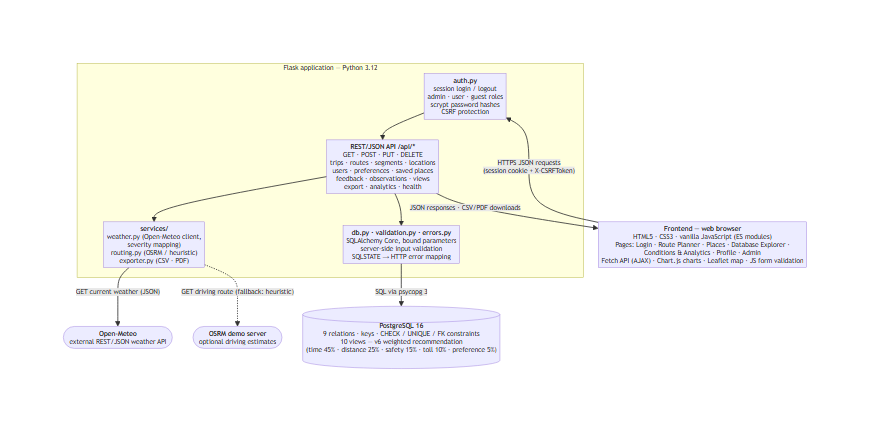 Flask application — Python 3.12
auth.py
session login / logout
admin · user · guest roles
scrypt password hashes
CSRF protection
REST/JSON API /api/*
GET · POST · PUT · DELETE
trips · routes · segments · locations
users · preferences · saved places
feedback · observations · views
export · analytics · health
HTTPS JSON requests
(session cookie + X-CSRFToken)
JSON responses · CSV/PDF downloads
services/
weather.py (Open-Meteo client,
severity mapping)
routing.py (OSRM / heuristic)
exporter.py (CSV · PDF)
db.py · validation.py · errors.py
SQLAlchemy Core, bound parameters
server-side input validation
SQLSTATE → HTTP error mapping
Frontend — web browser
HTML5 · CSS3 · vanilla JavaScript (ES modules)
Pages: Login · Route Planner · Places · Database Explorer ·
Conditions & Analytics · Profile · Admin
Fetch API (AJAX) · Chart.js charts · Leaflet map · JS form validation
GET current weather (JSON)
GET driving route (fallback: heuristic)
SQL via psycopg 3
Open-Meteo
external REST/JSON weather API
OSRM demo server
optional driving estimates
PostgreSQL 16
9 relations · keys · CHECK / UNIQUE / FK constraints
10 views — v6 weighted recommendation
(time 45% · distance 25% · safety 15% · toll 10% · preference 5%)